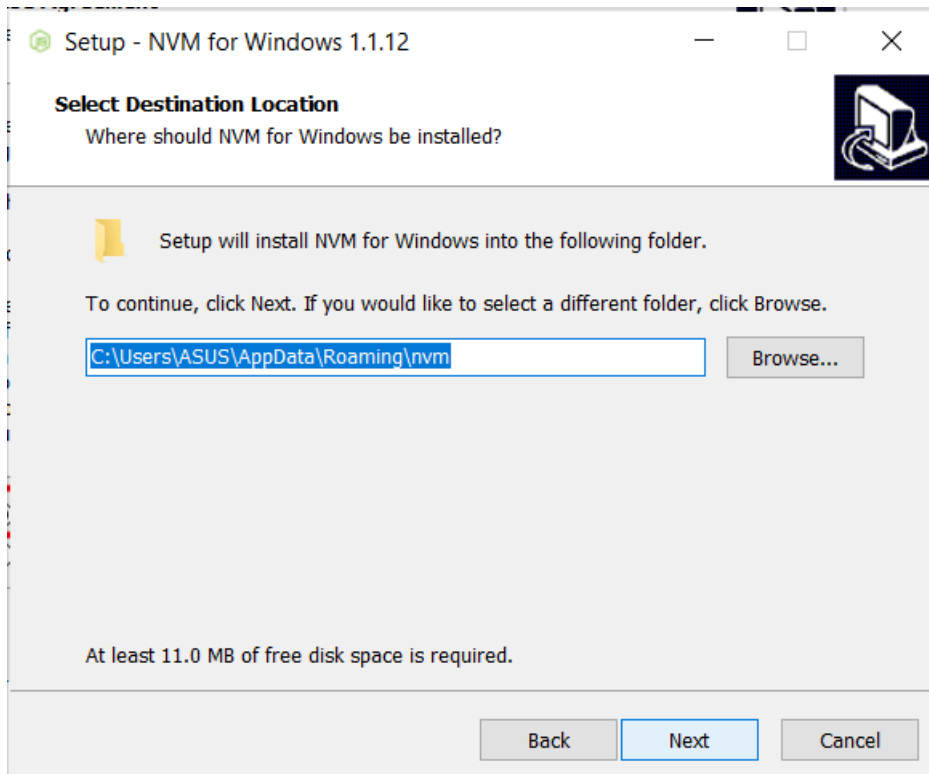 Setup - NVM for Windows 1.1.12
Select Destination Location
Where should NVM for Windows be installed?
Setup will install NVM for Windows into the following folder.
To continue, click Next. If you would like to select a different folder, click Browse.
C:\Users\ASUS\AppData\Roaming\nvm
Browse...
At least 11.0 MB of free disk space is required.
Back
Next
Cancel